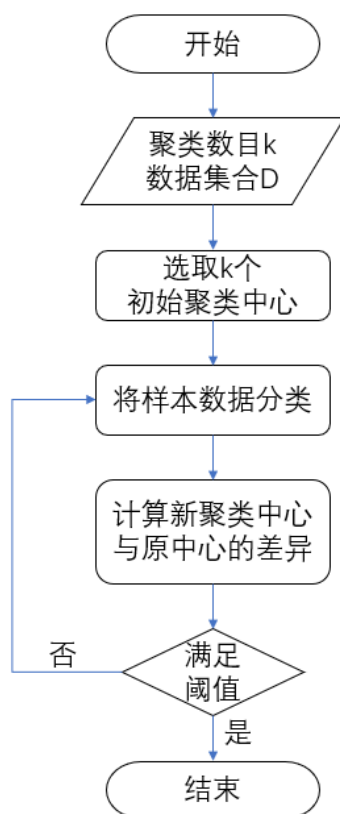 开始
聚类数目k
数据集合D
选取k个
初始聚类中心
将样本数据分类
计算新聚类中心
与原中心的差异
否
满足
阈值
是
结束